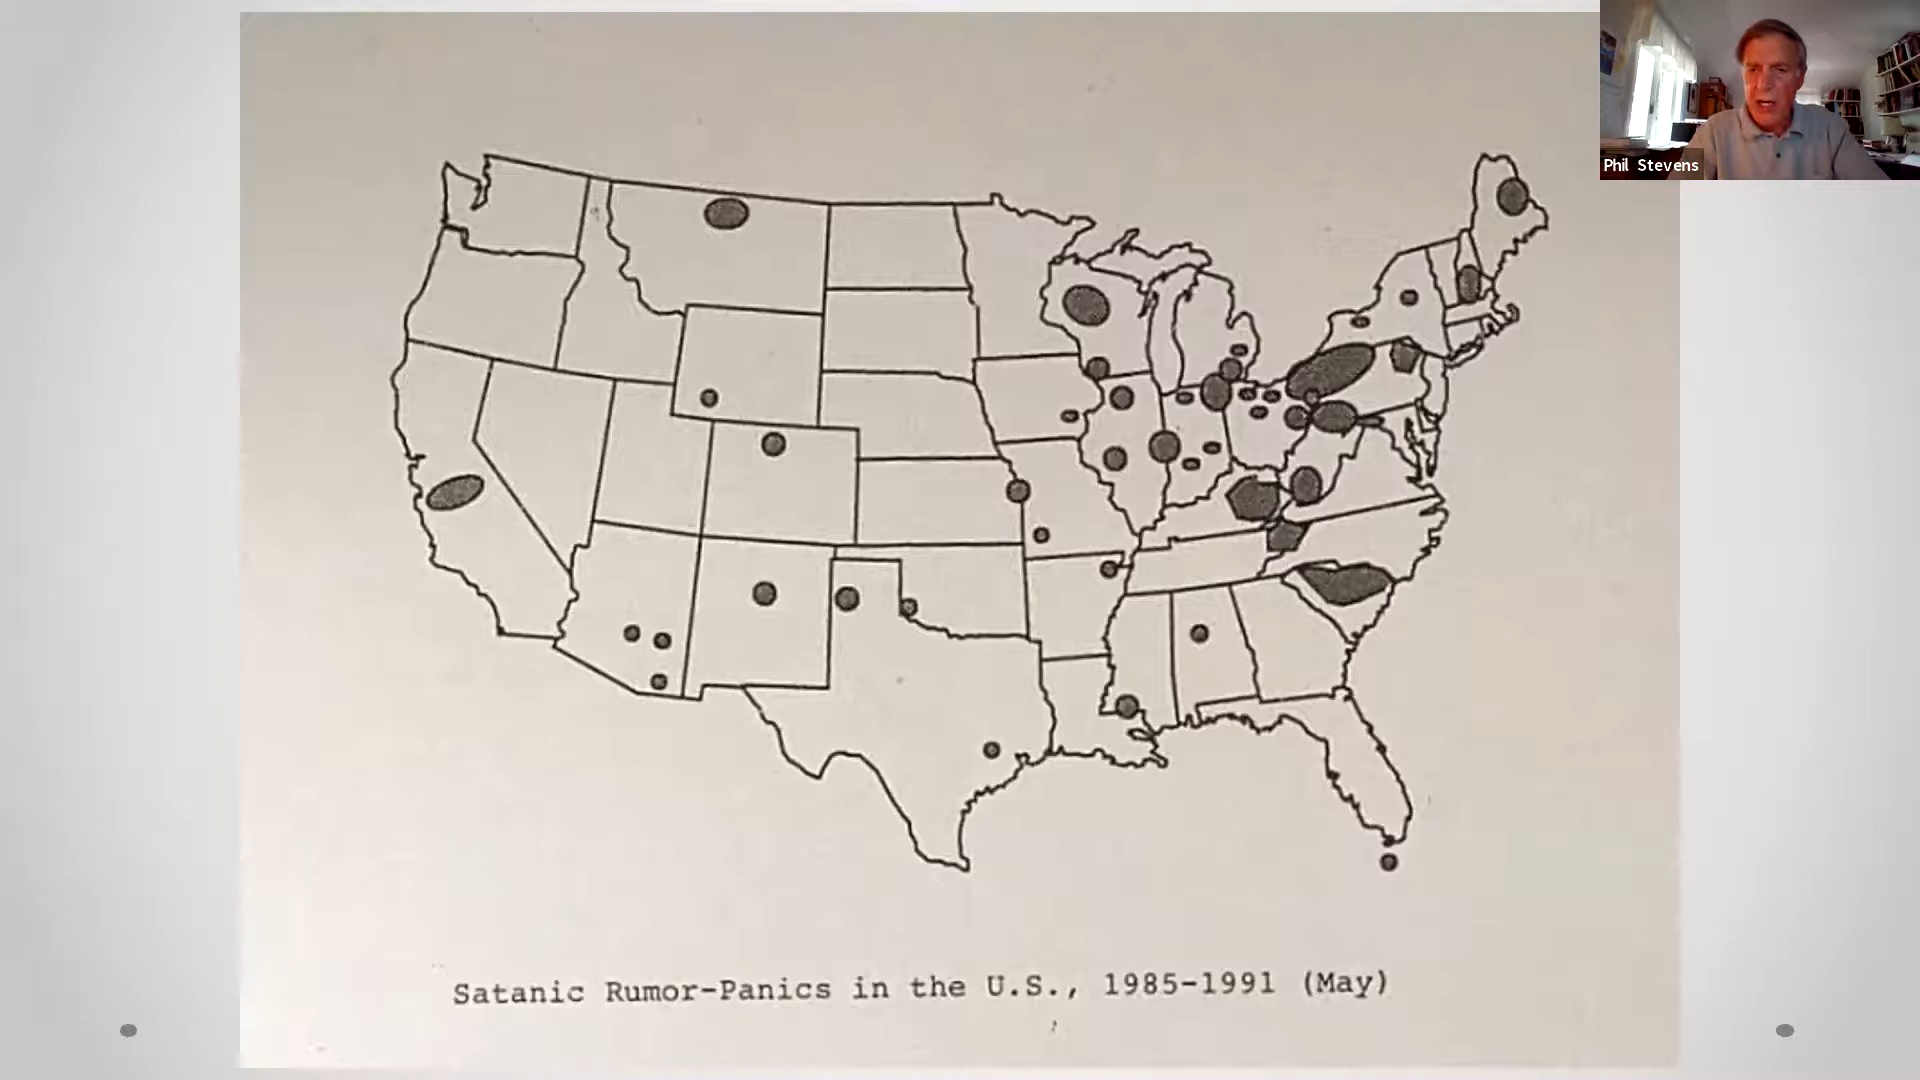 Phil Stevens
Satanic Rumor-Panics in the U.S., 1985-1991 (May)